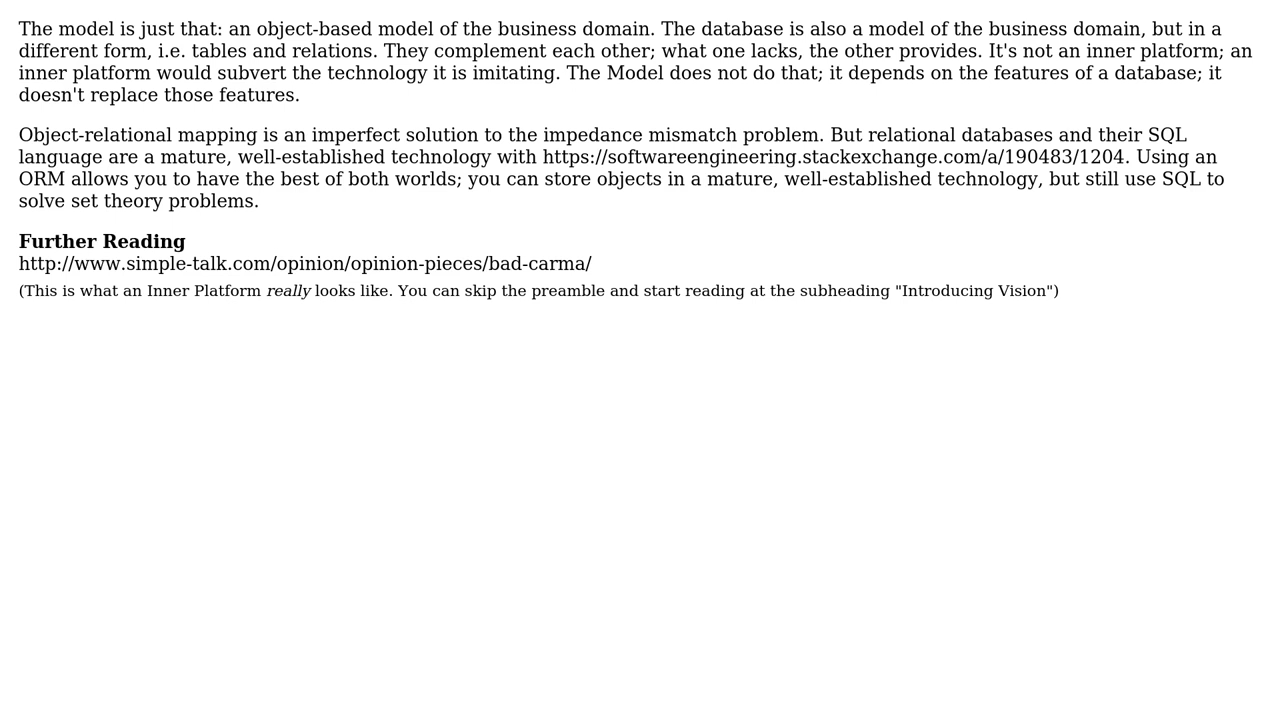 The model is just that: an object-based model of the business domain. The database is also a model of the business domain, but in a
different form, i.e. tables and relations. They complement each other; what one lacks, the other provides. It's not an inner platform; an
inner platform would subvert the technology it is imitating. The Model does not do that; it depends on the features of a database; it
doesn't replace those features.
Object-relational mapping is an imperfect solution to the impedance mismatch problem. But relational databases and their SQL
language are a mature, well-established technology with https://softwareengineering.stackexchange.com/a/190483/1204. Using an
ORM allows you to have the best of both worlds; you can store objects in a mature, well-established technology, but still use SQL to
solve set theory problems.
Further Reading
http://www.simple-talk.com/opinion/opinion-pieces/bad-carma/
(This is what an Inner Platform really looks like. You can skip the preamble and start reading at the subheading "Introducing Vision")